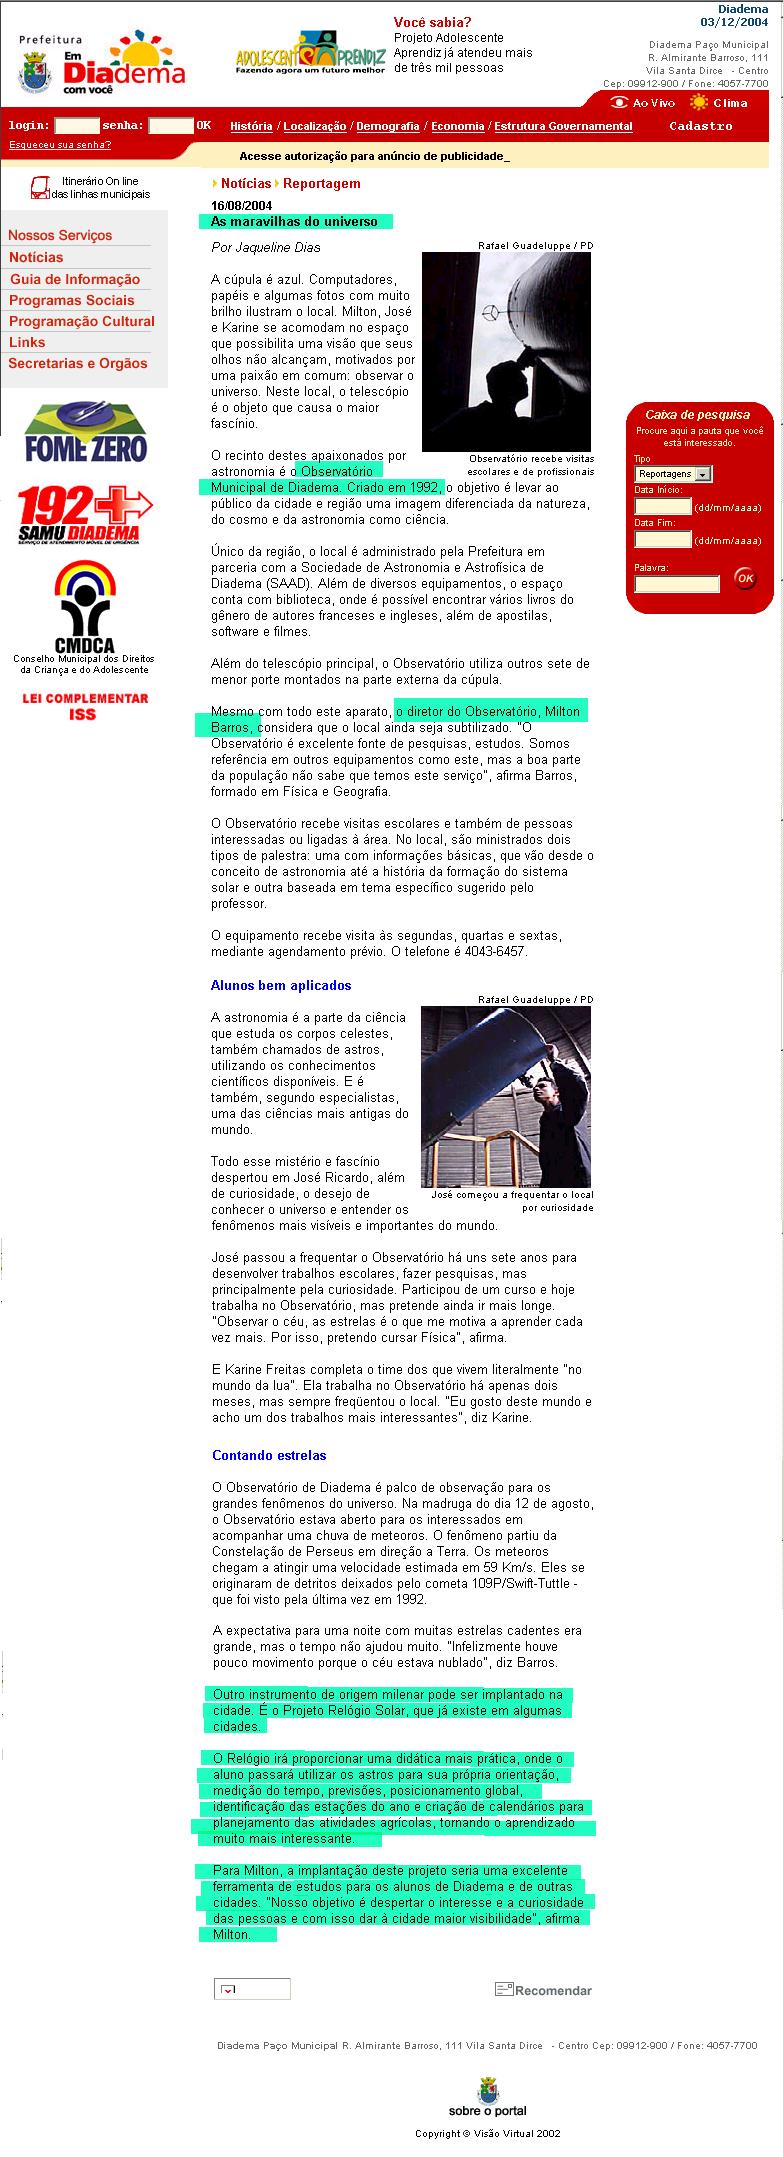 Diadema
03/12/2004
Prefeitura
Em
Diadema
com você
ADOLESCENTE APRENDIZ
Fazendo agora um futuro melhor
Você sabia?
Projeto Adolescente
Aprendiz já atendeu mais
de três mil pessoas
Diadema Paço Municipal
R. Almirante Barroso, 111
Vila Santa Dirce - Centro
Cep: 09912-900 / Fone: 4057-7700
Ao Vivo Clima
login: senha: OK
História / Localização / Demografia / Economia / Estrutura Governamental
Cadastro
Esqueceu sua senha?
Acesse autorização para anúncio de publicidade_
Itinerário On line
das linhas municipais
Nossos Serviços
Notícias
Guia de Informação
Programas Sociais
Programação Cultural
Links
Secretarias e Orgãos
FOME ZERO
192
SAMU DIADEMA
SERVIÇO DE ATENDIMENTO MÓVEL DE URGÊNCIA
CMDCA
Conselho Municipal dos Direitos
da Criança e do Adolescente
LEI COMPLEMENTAR
ISS
Notícias Reportagem
16/08/2004
As maravilhas do universo
Por Jaqueline Dias
Rafael Guadeluppe / PD
A cúpula é azul. Computadores,
papéis e algumas fotos com muito
brilho ilustram o local. Milton, José
e Karine se acomodam no espaço
que possibilita uma visão que seus
olhos não alcançam, motivados por
uma paixão em comum: observar o
universo. Neste local, o telescópio
é o objeto que causa o maior
fascínio.
Observatório recebe visitas
escolares e de profissionais
O recinto destes apaixonados por
astronomia é o Observatório
Municipal de Diadema. Criado em 1992, o objetivo é levar ao
público da cidade e região uma imagem diferenciada da natureza,
do cosmo e da astronomia como ciência.
Único da região, o local é administrado pela Prefeitura em
parceria com a Sociedade de Astronomia e Astrofísica de
Diadema (SAAD). Além de diversos equipamentos, o espaço
conta com biblioteca, onde é possível encontrar vários livros do
gênero de autores franceses e ingleses, além de apostilas,
software e filmes.
Além do telescópio principal, o Observatório utiliza outros sete de
menor porte montados na parte externa da cúpula.
Mesmo com todo este aparato, o diretor do Observatório, Milton
Barros, considera que o local ainda seja subtilizado. "O
Observatório é excelente fonte de pesquisas, estudos. Somos
referência em outros equipamentos como este, mas a boa parte
da população não sabe que temos este serviço", afirma Barros,
formado em Física e Geografia.
O Observatório recebe visitas escolares e também de pessoas
interessadas ou ligadas à área. No local, são ministrados dois
tipos de palestra: uma com informações básicas, que vão desde o
conceito de astronomia até a história da formação do sistema
solar e outra baseada em tema específico sugerido pelo
professor.
O equipamento recebe visita às segundas, quartas e sextas,
mediante agendamento prévio. O telefone é 4043-6457.
Alunos bem aplicados
Rafael Guadeluppe / PD
A astronomia é a parte da ciência
que estuda os corpos celestes,
também chamados de astros,
utilizando os conhecimentos
científicos disponíveis. E é
também, segundo especialistas,
uma das ciências mais antigas do
mundo.
José começou a frequentar o local
por curiosidade
Todo esse mistério e fascínio
despertou em José Ricardo, além
de curiosidade, o desejo de
conhecer o universo e entender os
fenômenos mais visíveis e importantes do mundo.
José passou a frequentar o Observatório há uns sete anos para
desenvolver trabalhos escolares, fazer pesquisas, mas
principalmente pela curiosidade. Participou de um curso e hoje
trabalha no Observatório, mas pretende ainda ir mais longe.
"Observar o céu, as estrelas é o que me motiva a aprender cada
vez mais. Por isso, pretendo cursar Física", afirma.
E Karine Freitas completa o time dos que vivem literalmente "no
mundo da lua". Ela trabalha no Observatório há apenas dois
meses, mas sempre freqüentou o local. "Eu gosto deste mundo e
acho um dos trabalhos mais interessantes", diz Karine.
Contando estrelas
O Observatório de Diadema é palco de observação para os
grandes fenômenos do universo. Na madruga do dia 12 de agosto,
o Observatório estava aberto para os interessados em
acompanhar uma chuva de meteoros. O fenômeno partiu da
Constelação de Perseus em direção a Terra. Os meteoros
chegam a atingir uma velocidade estimada em 59 Km/s. Eles se
originaram de detritos deixados pelo cometa 109P/Swift-Tuttle -
que foi visto pela última vez em 1992.
A expectativa para uma noite com muitas estrelas cadentes era
grande, mas o tempo não ajudou muito. "Infelizmente houve
pouco movimento porque o céu estava nublado", diz Barros.
Outro instrumento de origem milenar pode ser implantado na
cidade. É o Projeto Relógio Solar, que já existe em algumas
cidades.
O Relógio irá proporcionar uma didática mais prática, onde o
aluno passará utilizar os astros para sua própria orientação,
medição do tempo, previsões, posicionamento global,
identificação das estações do ano e criação de calendários para
planejamento das atividades agrícolas, tornando o aprendizado
muito mais interessante.
Para Milton, a implantação deste projeto seria uma excelente
ferramenta de estudos para os alunos de Diadema e de outras
cidades. "Nosso objetivo é despertar o interesse e a curiosidade
das pessoas e com isso dar à cidade maior visibilidade", afirma
Milton.
Caixa de pesquisa
Procure aqui a pauta que você
está interessado.
Tipo
Reportagens
Data Início:
(dd/mm/aaaa)
Data Fim:
(dd/mm/aaaa)
Palavra:
OK
Recomendar
Diadema Paço Municipal R. Almirante Barroso, 111 Vila Santa Dirce - Centro Cep: 09912-900 / Fone: 4057-7700
sobre o portal
Copyright © Visão Virtual 2002